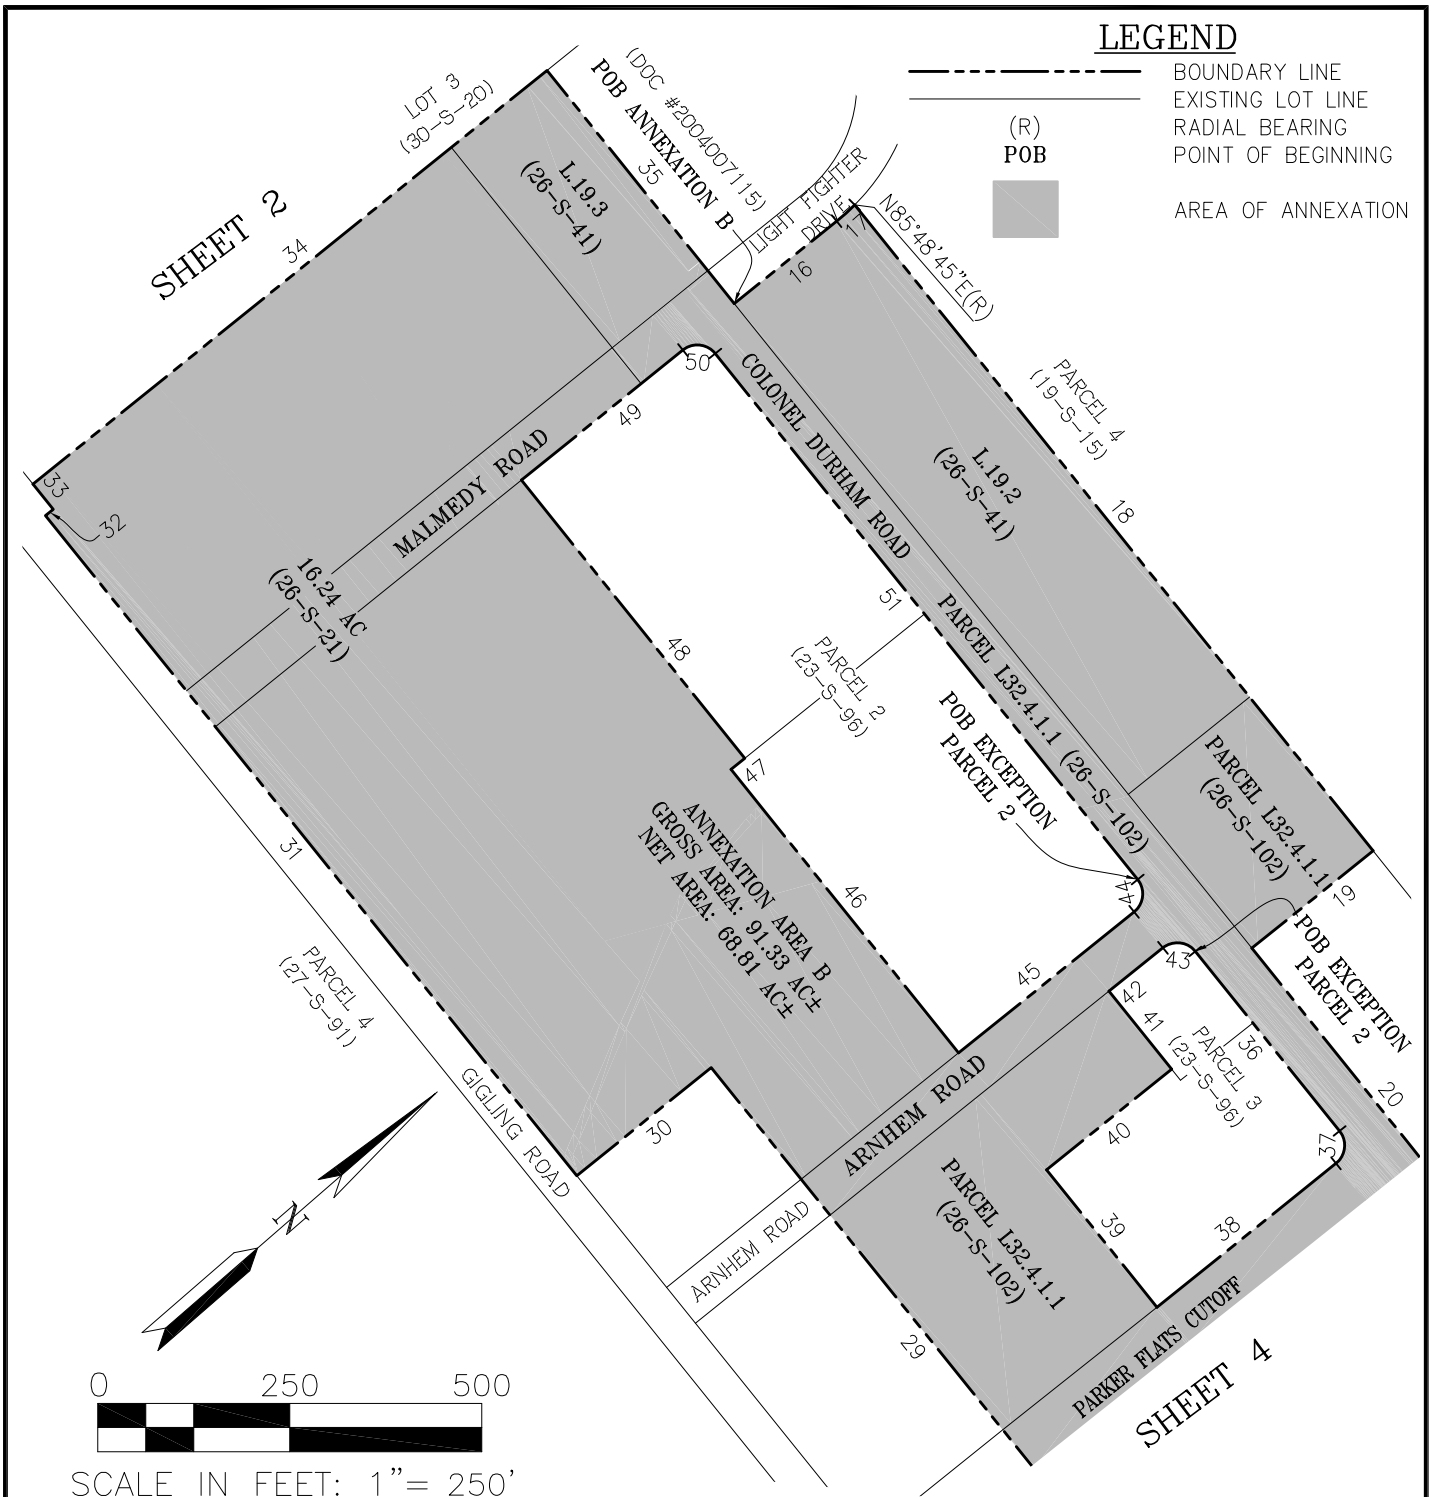 LEGEND
BOUNDARY LINE
EXISTING LOT LINE
(R)
RADIAL BEARING
POB
POINT OF BEGINNING
AREA OF ANNEXATION
LOT 3
(30-S-20)
(DOC #2004007115)
POB ANNEXATION B
35
L.19.3
(26-S-41)
LIGHT FIGHTER
DRIVE
17
16
N85°48'45"E(R)
SHEET 2
34
PARCEL 4
(19-S-15)
50
49
COLONEL DURHAM ROAD
L.19.2
(26-S-41)
18
33
32
MALMEDY ROAD
16.24 AC
(26-S-21)
51
48
PARCEL 2
(23-S-96)
PARCEL L32.4.1.1 (26-S-102)
POB EXCEPTION
PARCEL 2
PARCEL L32.4.1.1
(26-S-102)
47
31
ANNEXATION AREA B
GROSS AREA: 91.33 AC±
NET AREA: 68.81 AC±
46
44
19
45
43
42
41
POB EXCEPTION
PARCEL 2
PARCEL 4
(27-S-91)
36
PARCEL 3
(23-S-96)
20
GIGLING ROAD
30
ARNHEM ROAD
40
37
N
ARNHEM ROAD
PARCEL L32.4.1.1
(26-S-102)
39
38
29
PARKER FLATS CUTOFF
SHEET 4
0 250 500
SCALE IN FEET: 1"= 250'